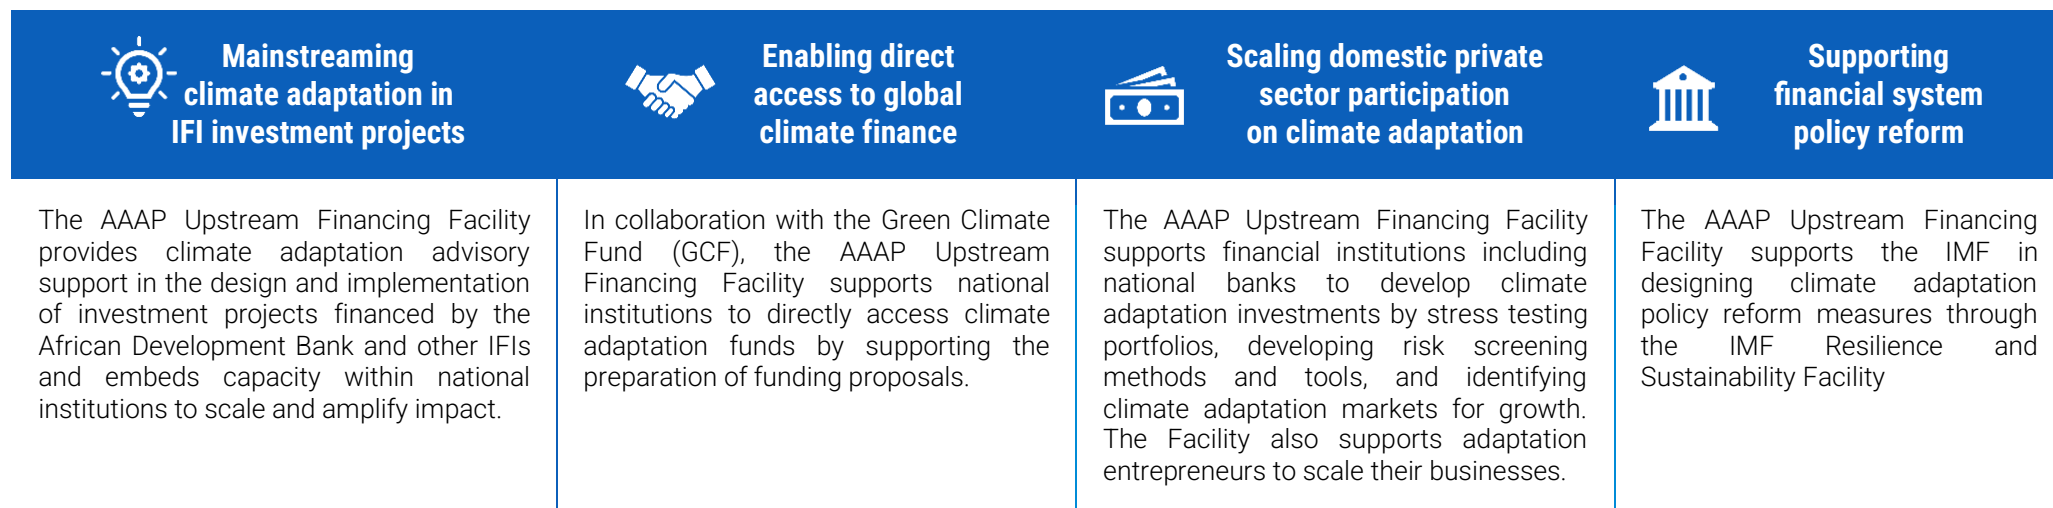 Mainstreaming
climate adaptation in
IFI investment projects
The AAAP Upstream Financing Facility
provides climate adaptation advisory
support in the design and implementation
of investment projects financed by the
African Development Bank and other IFIs
and embeds capacity within national
institutions to scale and amplify impact.
Enabling direct
access to global
climate finance
In collaboration with the Green Climate
Fund (GCF), the AAAP Upstream
Financing Facility supports national
institutions to directly access climate
adaptation funds by supporting the
preparation of funding proposals.
Scaling domestic private
sector participation
on climate adaptation
The AAAP Upstream Financing Facility
supports financial institutions including
national banks to develop climate
adaptation investments by stress testing
portfolios, developing risk screening
methods and tools, and identifying
climate adaptation markets for growth.
The Facility also supports adaptation
entrepreneurs to scale their businesses.
Supporting
financial system
policy reform
The AAAP Upstream Financing
Facility supports the IMF in
designing climate adaptation
policy reform measures through
the IMF Resilience and
Sustainability Facility